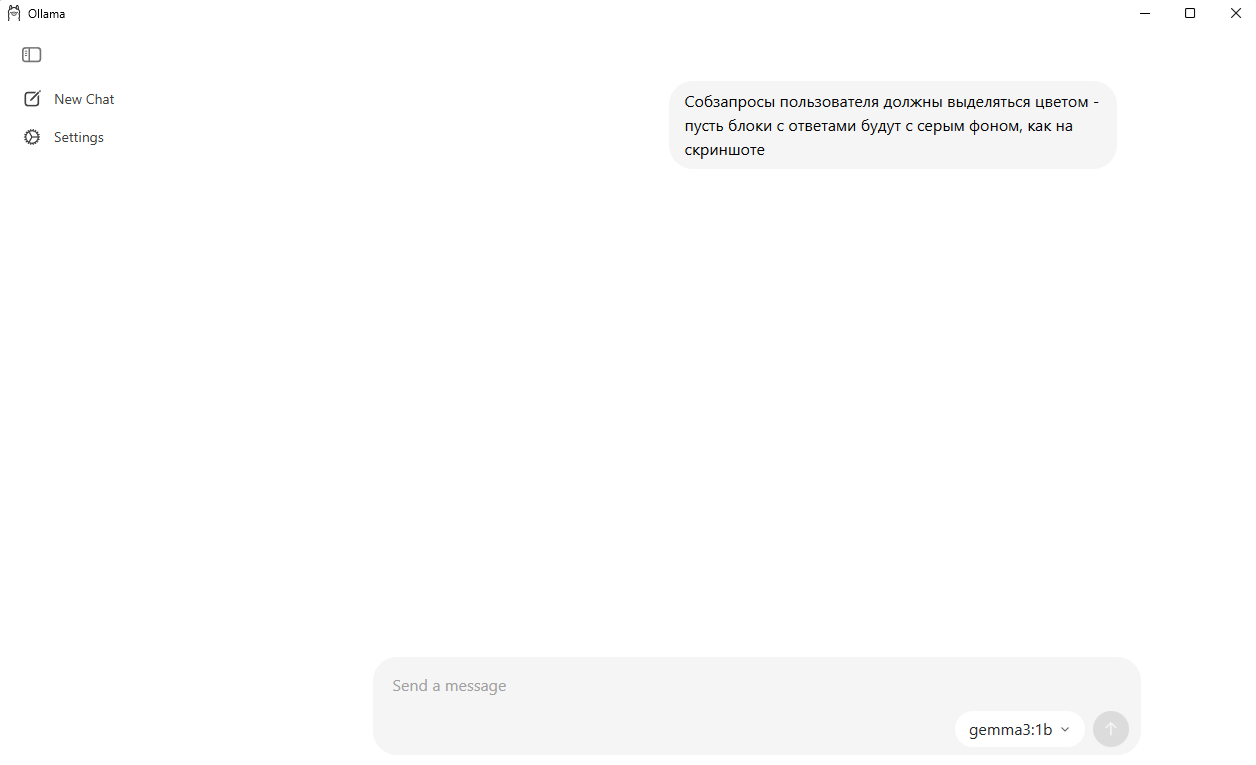 Ollama
New Chat
Settings
Собзапросы пользователя должны выделяться цветом -
пусть блоки с ответами будут с серым фоном, как на
скриншоте
Send a message
gemma3:1b